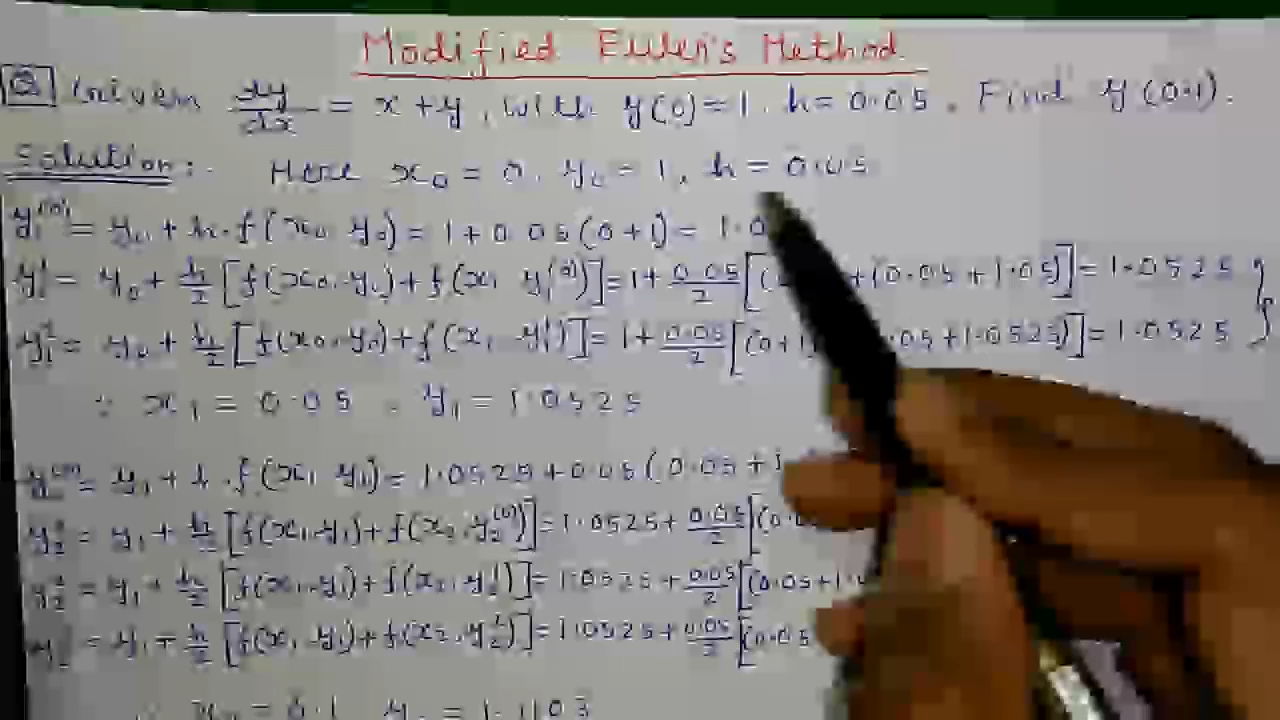 Modified Euler's Method
Q Given dy/dx = x + y, with y(0) = 1, h = 0.05. Find y(0.1).
Solution:- Here x₀ = 0, y₀ = 1, h = 0.05
y₁⁽⁰⁾ = y₀ + h.f(x₀, y₀) = 1 + 0.05(0+1) = 1.0
y₁¹ = y₀ + h/2 [f(x₀, y₀) + f(x₁, y₁⁽⁰⁾)] = 1 + 0.05/2 [( + (0.05 + 1.05)] = 1.0525
y₁² = y₀ + h/2 [f(x₀, y₀) + f(x₁, y₁¹)] = 1 + 0.05/2 [(0+1) .05 + 1.0525)] = 1.0525
∵ x₁ = 0.05, y₁ = 1.0525
y₂⁽⁰⁾ = y₁ + h.f(x₁, y₁) = 1.0525 + 0.05(0.05 + 1
y₂¹ = y₁ + h/2 [f(x₁, y₁) + f(x₂, y₂⁽⁰⁾)] = 1.0525 + 0.05/2 [(0.0
y₂² = y₁ + h/2 [f(x₁, y₁) + f(x₂, y₂¹)] = 1.0525 + 0.05/2 [(0.05 + 1.
= y₁ + h/2 [f(x₁, y₁) + f(x₂, y₂²)] = 1.0525 + 0.05/2 [(0.05
x₂ = 0.1 y₂ = 1.1103